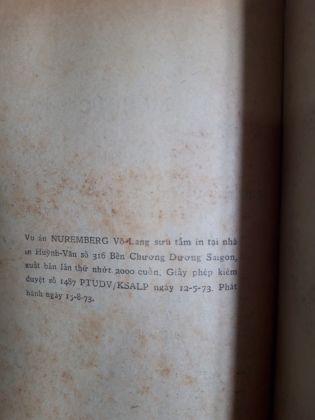 Vụ án NUREMBERG Võ-Lang sưu tầm in tại nhà
in Huỳnh-Văn số 316 Bến Chương Dương Saigon,
xuất bản lần thứ nhứt 2000 cuốn. Giấy phép kiểm
duyệt số 1487 PTUDV/KSALP ngày 12-5-73. Phát
hành ngày 15-8-73.